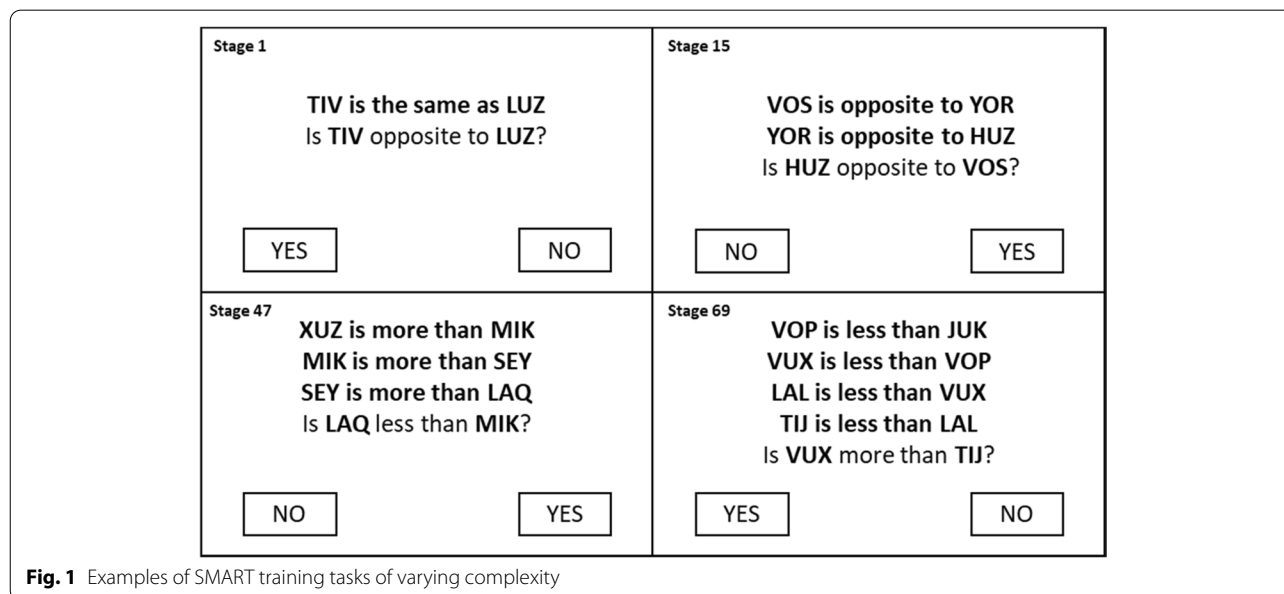 Stage 1
TIV is the same as LUZ
Is TIV opposite to LUZ?
YES
NO
Stage 15
VOS is opposite to YOR
YOR is opposite to HUZ
Is HUZ opposite to VOS?
NO
YES
Stage 47
XUZ is more than MIK
MIK is more than SEY
SEY is more than LAQ
Is LAQ less than MIK?
NO
YES
Stage 69
VOP is less than JUK
VUX is less than VOP
LAL is less than VUX
TIJ is less than LAL
Is VUX more than TIJ?
YES
NO
Fig. 1 Examples of SMART training tasks of varying complexity